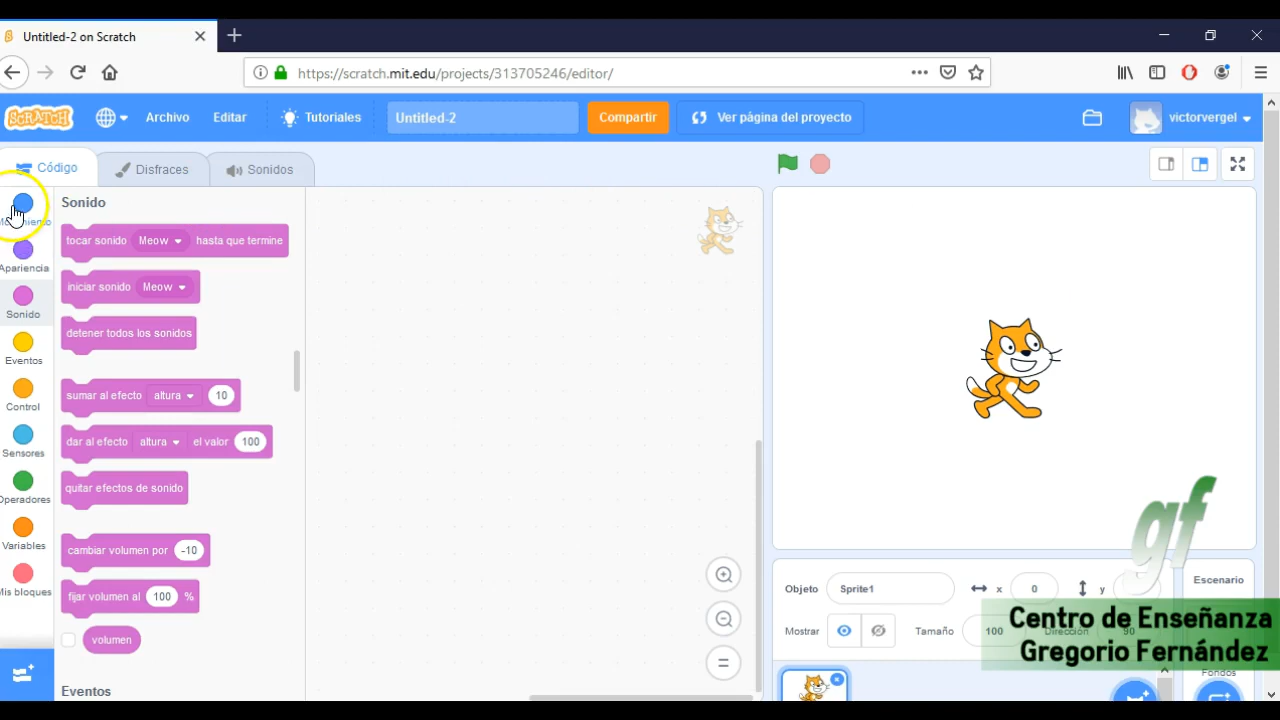 Untitled-2 on Scratch
https://scratch.mit.edu/projects/313705246/editor/
SCRATCH
Archivo
Editar
Tutoriales
Untitled-2
Compartir
Ver página del proyecto
victorvergel
Código
Disfraces
Sonidos
Apariencia
Sonido
Eventos
Control
Sensores
Operadores
Variables
Mis bloques
Sonido
tocar sonido Meow hasta que termine
iniciar sonido Meow
detener todos los sonidos
sumar al efecto altura 10
dar al efecto altura el valor 100
quitar efectos de sonido
cambiar volumen por -10
fijar volumen al 100 %
volumen
Eventos
gf
Objeto Sprite1 x 0 y
Mostrar Tamaño 100 Dirección 90
Escenario
Fondos
Centro de Enseñanza
Gregorio Fernández